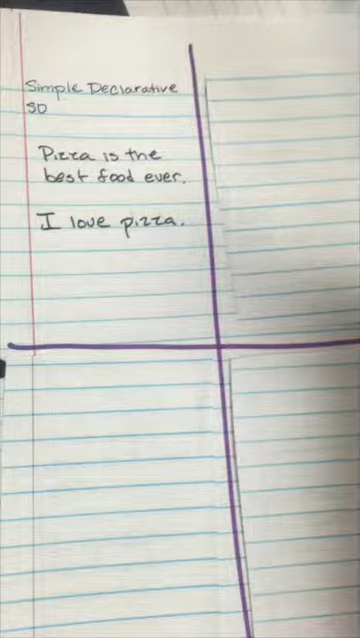 Simple Declarative
SD
Pizza is the
best food ever.
I love pizza.